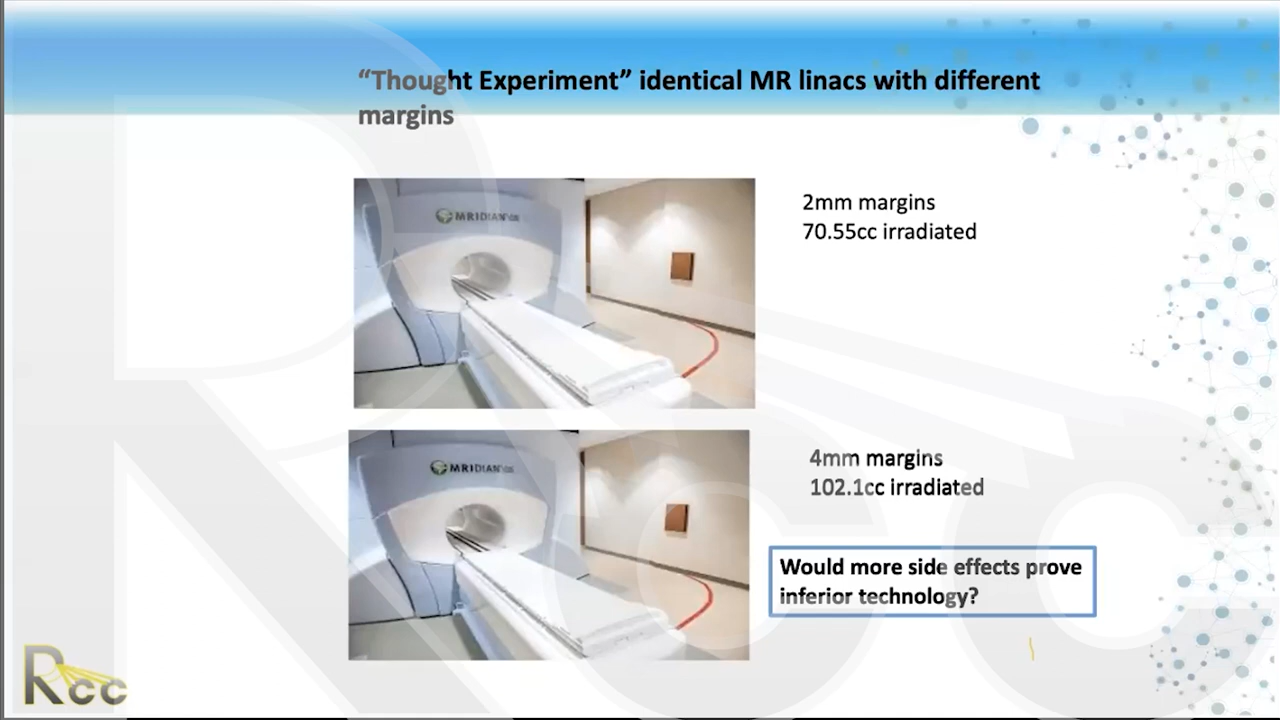 “Thought Experiment” identical MR linacs with different
margins
MRIDIAN
2mm margins
70.55cc irradiated
MRIDIAN
4mm margins
102.1cc irradiated
Would more side effects prove
inferior technology?
Rcc